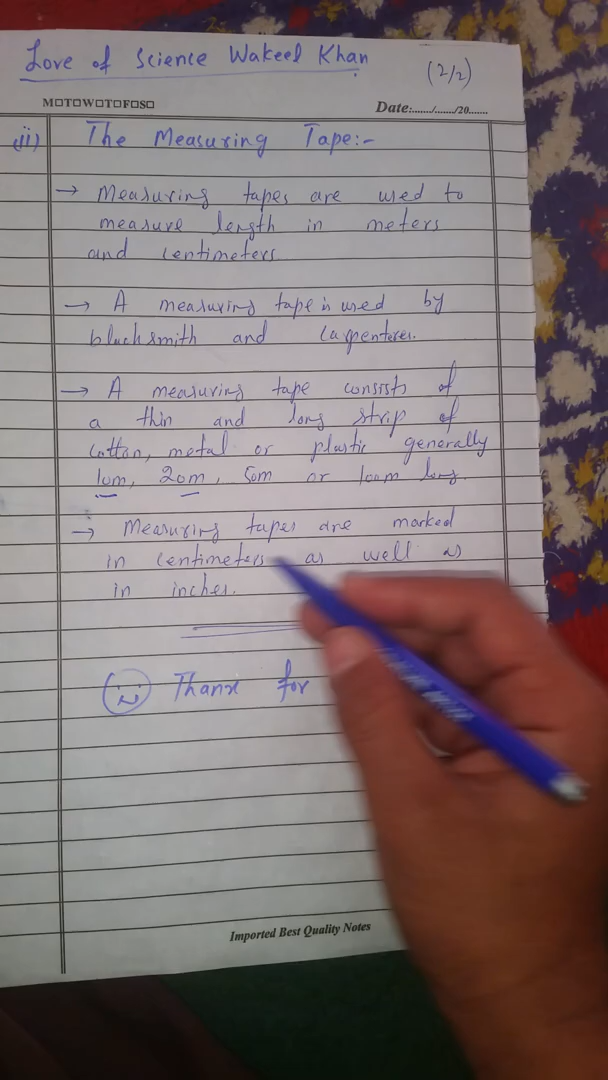 Love of Science Wakeel Khan
(2/2)
M□T□W□T□F□S□
Date:....../......./20.......
(ii) The Measuring Tape:-
→ Measuring tapes are used to
measure length in meters
and centimeters
→ A measuring tape is used by
blacksmith and carpenteres.
→ A measuring tape consists of
a thin and long strip of
cotton, metal or plastic generally
10m, 20m, 50m or 100m long.
→ Measuring tapes are marked
in centimeters as well as
in inches.
Thanx for
Imported Best Quality Notes